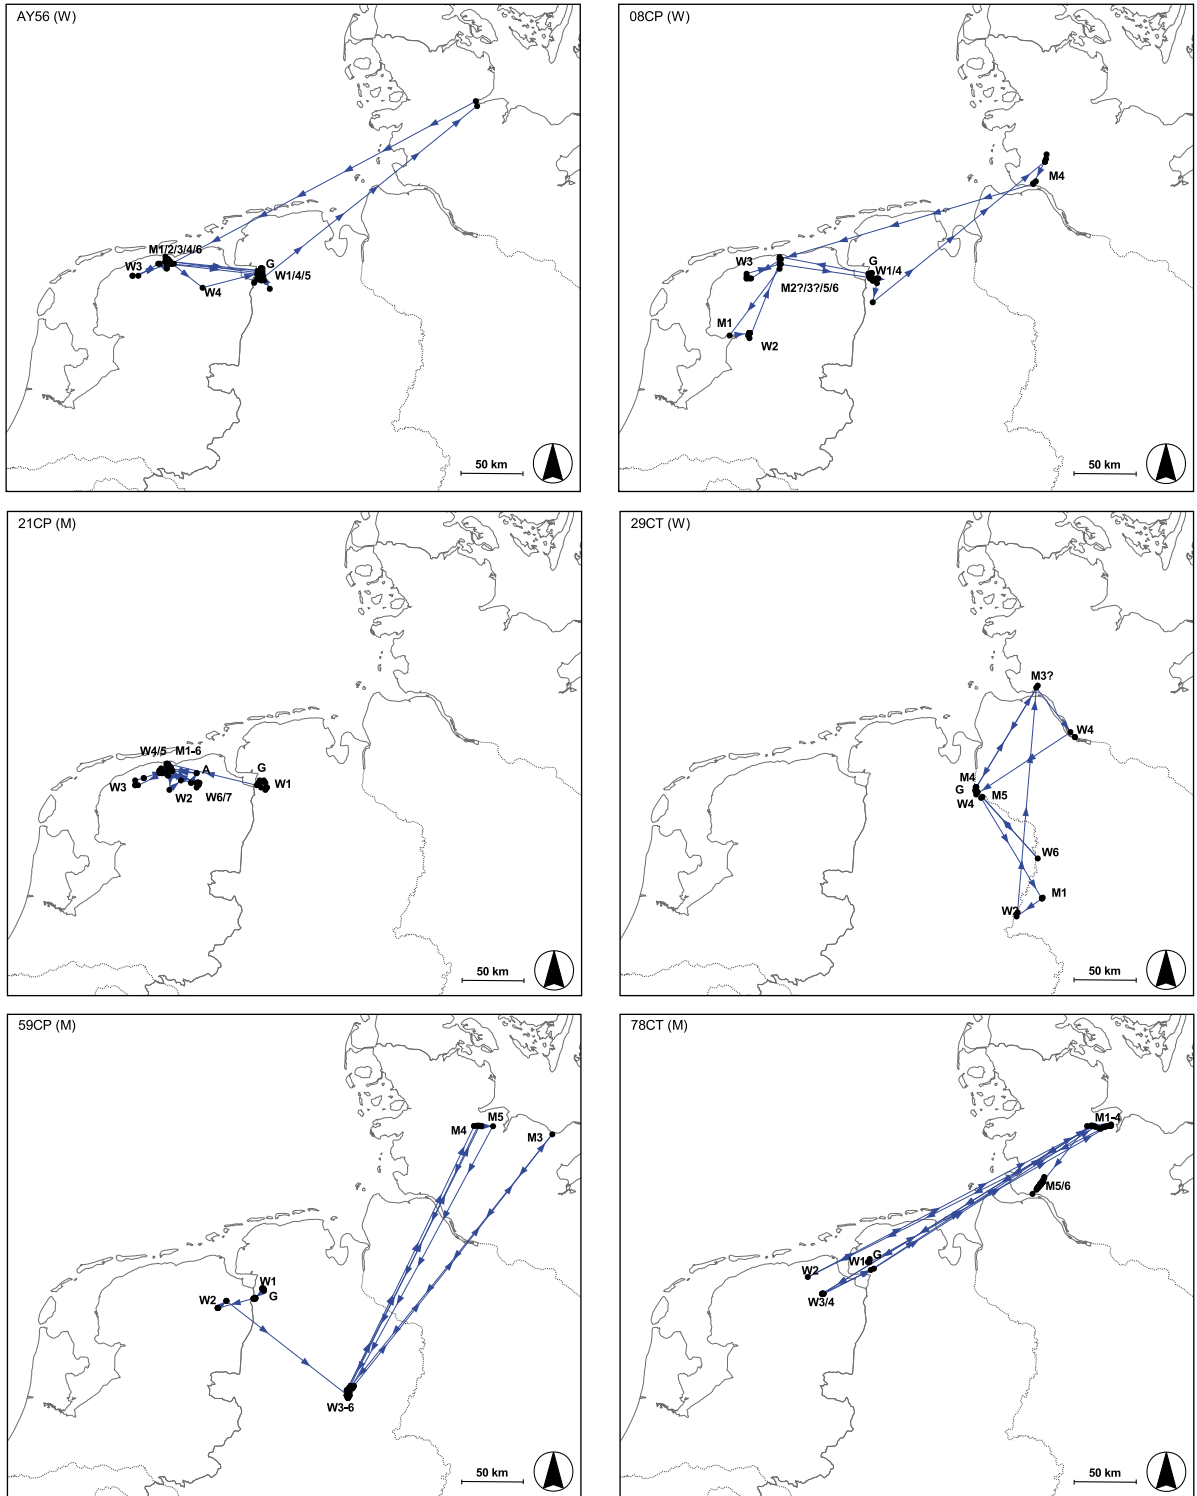 AY56 (W)
M1/2/3/4/6
W3
G
W1/4/5
W4
50 km
08CP (W)
M4
W3
G
W1/4
M2?/3?/5/6
M1
W2
50 km
21CP (M)
W4/5 M1-6
A
G
W3
W1
W2
W6/7
50 km
29CT (W)
M3?
W4
M4
G
M5
W4
W6
M1
W2
50 km
59CP (M)
M5
M4
M3
W1
G
W2
W3-6
50 km
78CT (M)
M1-4
M5/6
G
W1
W2
W3/4
50 km